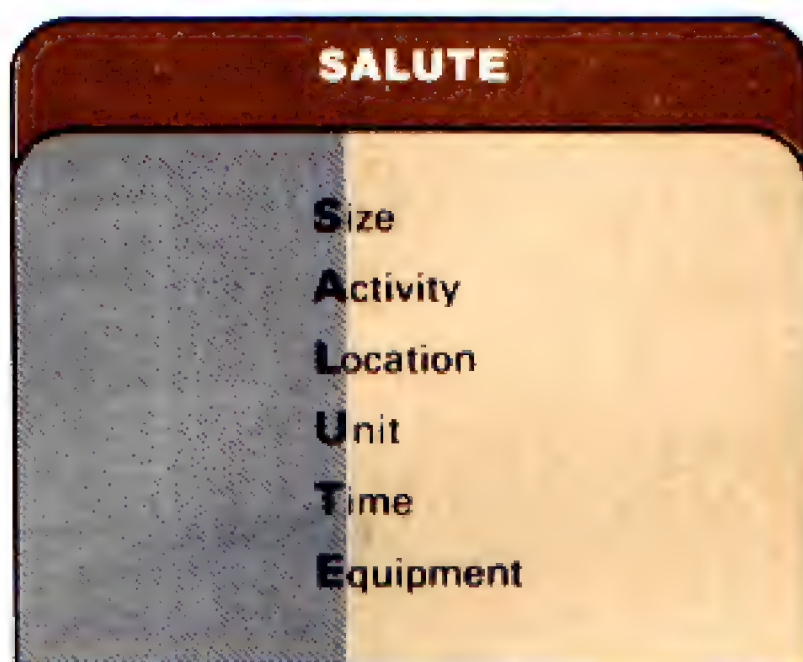 SALUTE
Size
Activity
Location
Unit
Time
Equipment